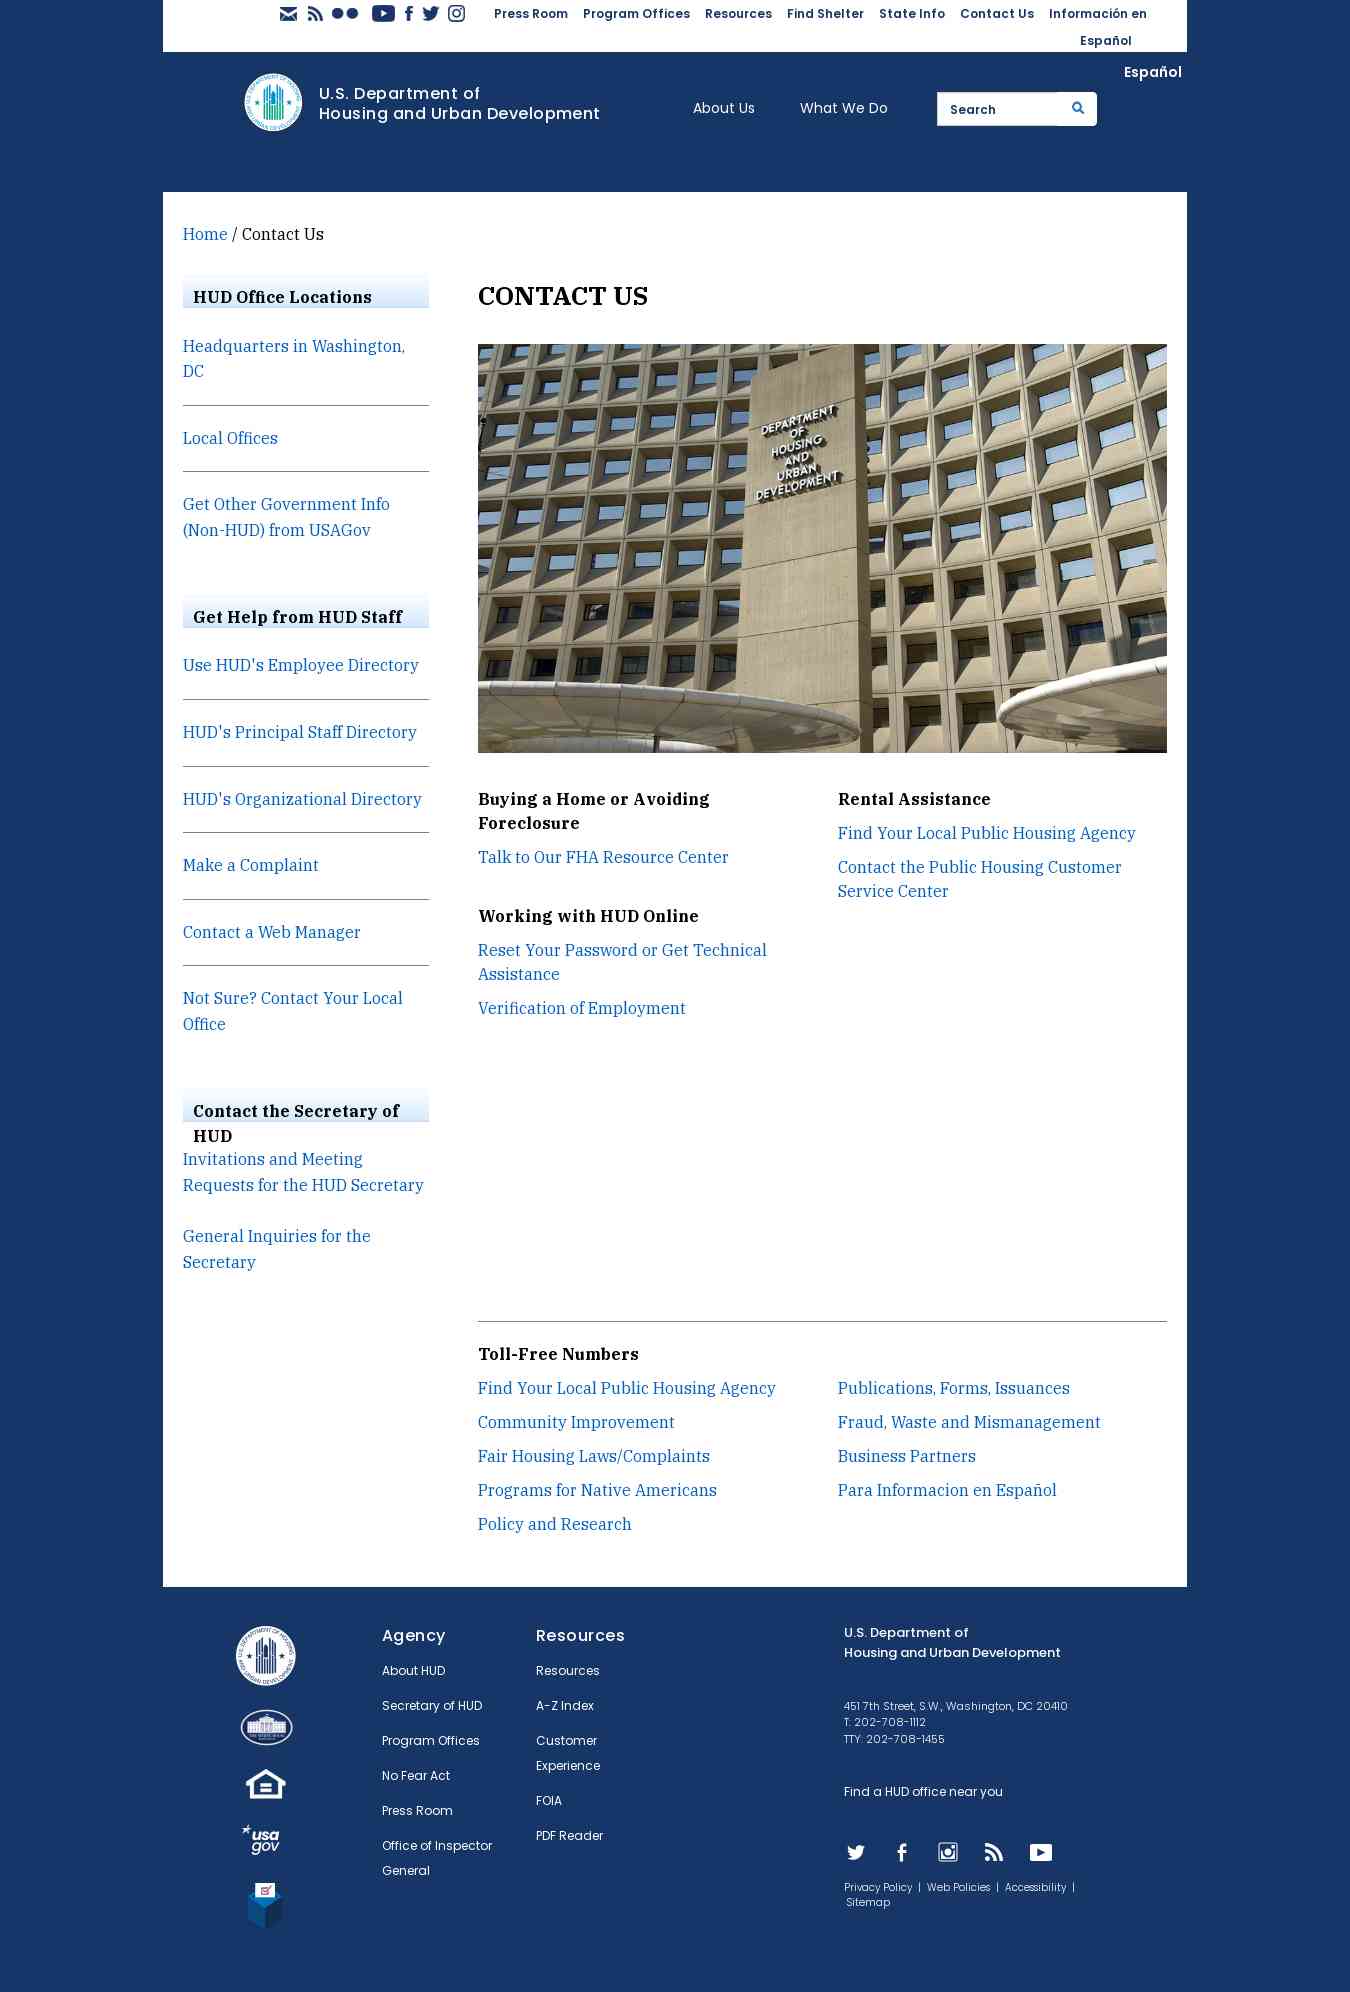 Press Room Program Offices Resources Find Shelter State Info Contact Us Información en
Español
Español
U.S. Department of
Housing and Urban Development
About Us What We Do Search
Home / Contact Us
HUD Office Locations
Headquarters in Washington,
DC
Local Offices
Get Other Government Info
(Non-HUD) from USAGov
Get Help from HUD Staff
Use HUD's Employee Directory
HUD's Principal Staff Directory
HUD's Organizational Directory
Make a Complaint
Contact a Web Manager
Not Sure? Contact Your Local
Office
Contact the Secretary of
HUD
Invitations and Meeting
Requests for the HUD Secretary
General Inquiries for the
Secretary
CONTACT US
DEPARTMENT
OF
HOUSING
AND
URBAN
DEVELOPMENT
Buying a Home or Avoiding
Foreclosure
Talk to Our FHA Resource Center
Working with HUD Online
Reset Your Password or Get Technical
Assistance
Verification of Employment
Rental Assistance
Find Your Local Public Housing Agency
Contact the Public Housing Customer
Service Center
Toll-Free Numbers
Find Your Local Public Housing Agency
Community Improvement
Fair Housing Laws/Complaints
Programs for Native Americans
Policy and Research
Publications, Forms, Issuances
Fraud, Waste and Mismanagement
Business Partners
Para Informacion en Español
usa
gov
Agency
About HUD
Secretary of HUD
Program Offices
No Fear Act
Press Room
Office of Inspector
General
Resources
Resources
A-Z Index
Customer
Experience
FOIA
PDF Reader
U.S. Department of
Housing and Urban Development
451 7th Street, S.W., Washington, DC 20410
T: 202-708-1112
TTY: 202-708-1455
Find a HUD office near you
Privacy Policy | Web Policies | Accessibility |
Sitemap